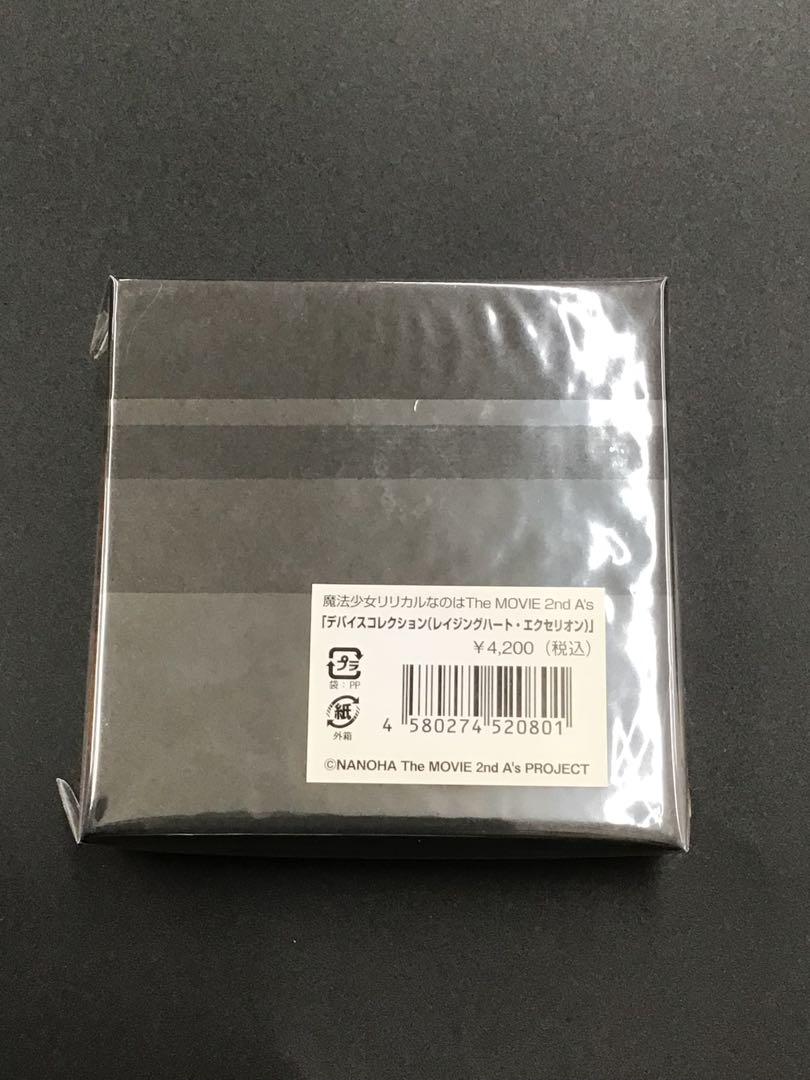 魔法少女リリカルなのはThe MOVIE 2nd A's
「デバイスコレクション(レイジングハート・エクセリオン)」
￥4,200（税込）
プラ
袋：PP
紙
外箱
4 580274 520801
©NANOHA The MOVIE 2nd A's PROJECT